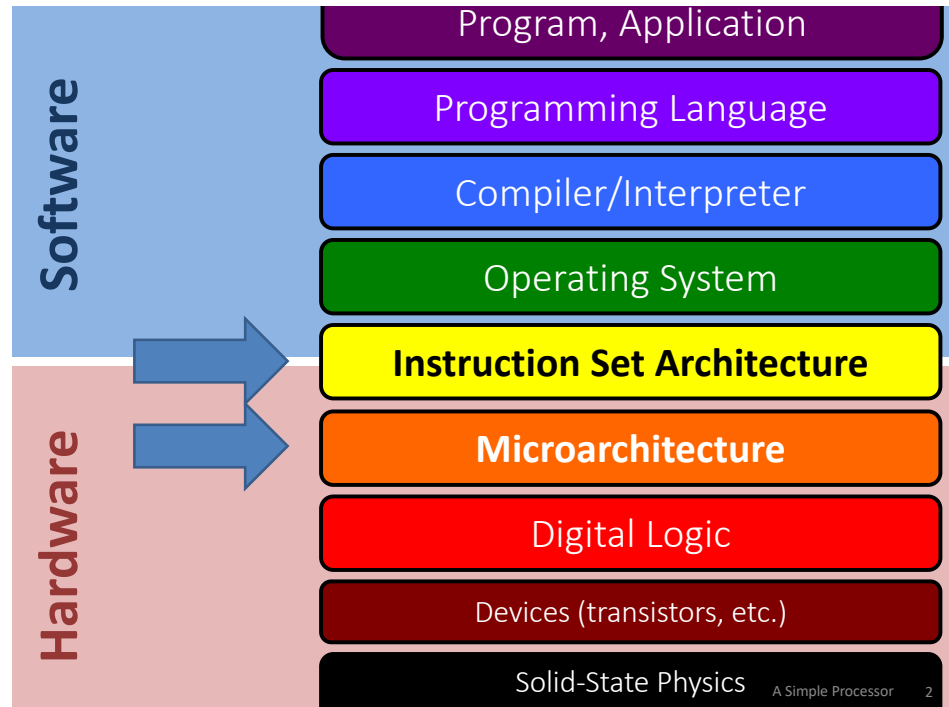 Software
Program, Application
Programming Language
Compiler/Interpreter
Operating System
Instruction Set Architecture
Hardware
Microarchitecture
Digital Logic
Devices (transistors, etc.)
Solid-State Physics
A Simple Processor 2